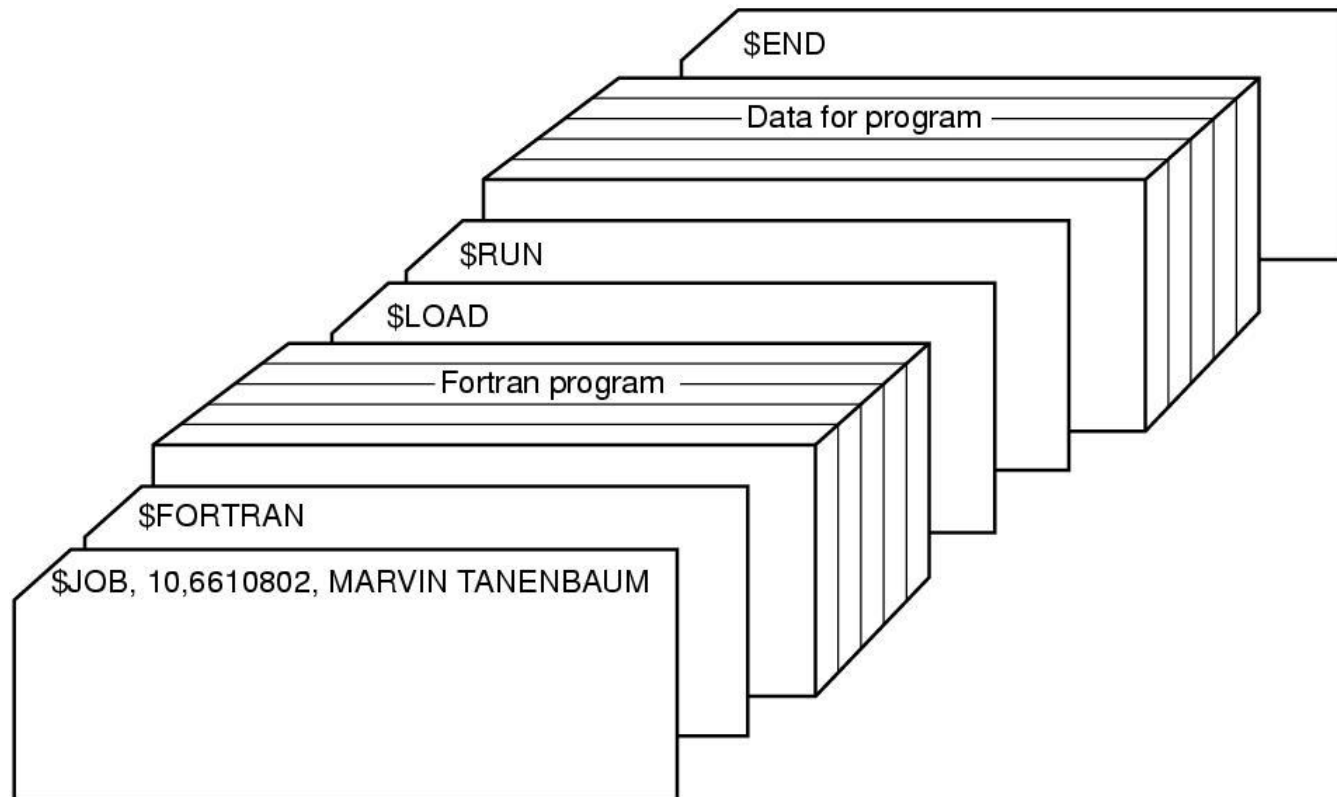 $END
Data for program
$RUN
$LOAD
Fortran program
$FORTRAN
$JOB, 10,6610802, MARVIN TANENBAUM